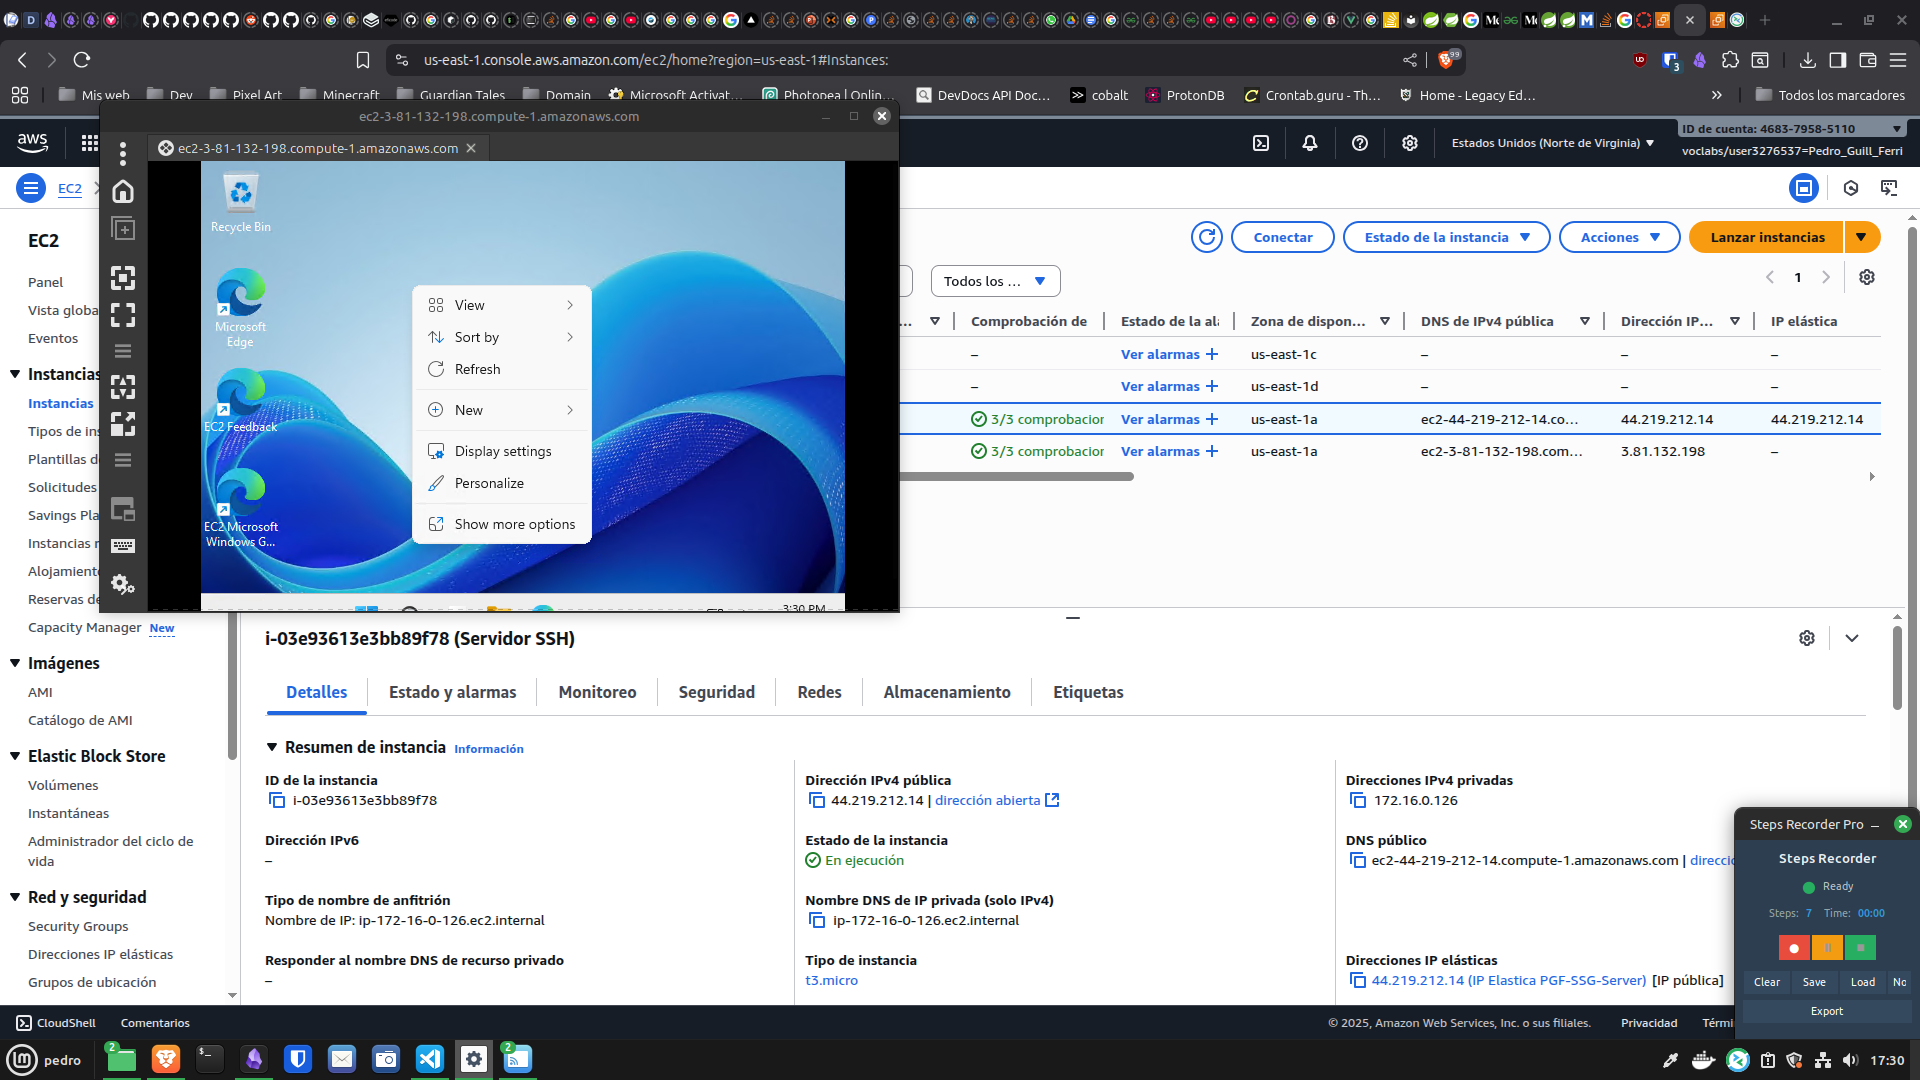 us-east-1.console.aws.amazon.com/ec2/home?region=us-east-1#Instances:
99
3
Mis web
Dev
Pixel Art
Minecraft
Guardian Tales
Domain
Microsoft Activat...
Photopea | Onlin...
DevDocs API Doc...
cobalt
ProtonDB
Crontab.guru - Th...
Home - Legacy Ed...
Todos los marcadores
aws
Estados Unidos (Norte de Virginia)
ID de cuenta: 4683-7958-5110
voclabs/user3276537=Pedro_Guill_Ferri
EC2
ec2-3-81-132-198.compute-1.amazonaws.com
ec2-3-81-132-198.compute-1.amazonaws.com
Recycle Bin
Microsoft
Edge
EC2 Feedback
EC2 Microsoft
Windows G...
View
Sort by
Refresh
New
Display settings
Personalize
Show more options
3:30 PM
EC2
Panel
Vista globa
Eventos
Instancias
Instancias
Tipos de ins
Plantillas de
Solicitudes
Savings Pla
Instancias r
Alojamiento
Reservas de
Capacity Manager New
Imágenes
AMI
Catálogo de AMI
Elastic Block Store
Volúmenes
Instantáneas
Administrador del ciclo de
vida
Red y seguridad
Security Groups
Direcciones IP elásticas
Grupos de ubicación
Conectar
Estado de la instancia
Acciones
Lanzar instancias
Todos los ...
1
...
Comprobación de
Estado de la ala
Zona de dispon...
DNS de IPv4 pública
Dirección IP...
IP elástica
– Ver alarmas + us-east-1c – – –
– Ver alarmas + us-east-1d – – –
3/3 comprobacior Ver alarmas + us-east-1a ec2-44-219-212-14.co... 44.219.212.14 44.219.212.14
3/3 comprobacior Ver alarmas + us-east-1a ec2-3-81-132-198.com... 3.81.132.198 –
i-03e93613e3bb89f78 (Servidor SSH)
Detalles
Estado y alarmas
Monitoreo
Seguridad
Redes
Almacenamiento
Etiquetas
Resumen de instancia Información
ID de la instancia
i-03e93613e3bb89f78
Dirección IPv4 pública
44.219.212.14 | dirección abierta
Direcciones IPv4 privadas
172.16.0.126
Dirección IPv6
–
Estado de la instancia
En ejecución
DNS público
ec2-44-219-212-14.compute-1.amazonaws.com | direcció
Tipo de nombre de anfitrión
Nombre de IP: ip-172-16-0-126.ec2.internal
Nombre DNS de IP privada (solo IPv4)
ip-172-16-0-126.ec2.internal
Responder al nombre DNS de recurso privado
–
Tipo de instancia
t3.micro
Direcciones IP elásticas
44.219.212.14 (IP Elastica PGF-SSG-Server) [IP pública]
Steps Recorder Pro
Steps Recorder
Ready
Steps: 7 Time: 00:00
Clear
Save
Load
No
Export
CloudShell
Comentarios
© 2025, Amazon Web Services, Inc. o sus filiales.
Privacidad
Térmi
pedro
2
2
17:30